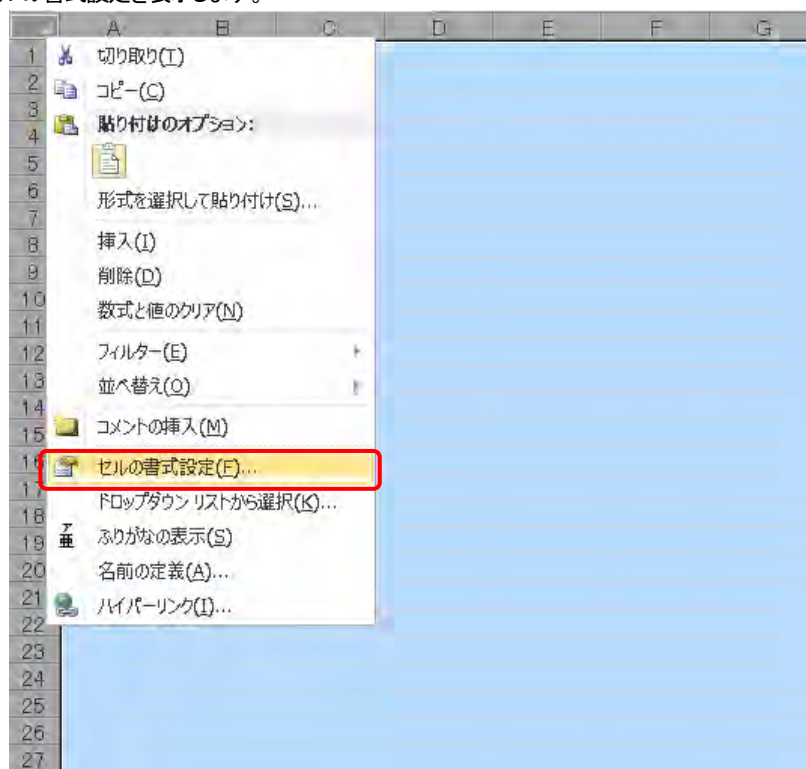 の書式設定を表示します。
A B C D E F G
1 切り取り(T)
2 コピー(C)
3
4 貼り付けのオプション:
5
6 形式を選択して貼り付け(S)...
7
8 挿入(I)
9 削除(D)
10 数式と値のクリア(N)
11
12 フィルター(E)
13 並べ替え(O)
14
15 コメントの挿入(M)
16 セルの書式設定(F)...
17 ドロップダウン リストから選択(K)...
18
19 ア亜 ふりがなの表示(S)
20 名前の定義(A)...
21 ハイパーリンク(I)...
22
23
24
25
26
27